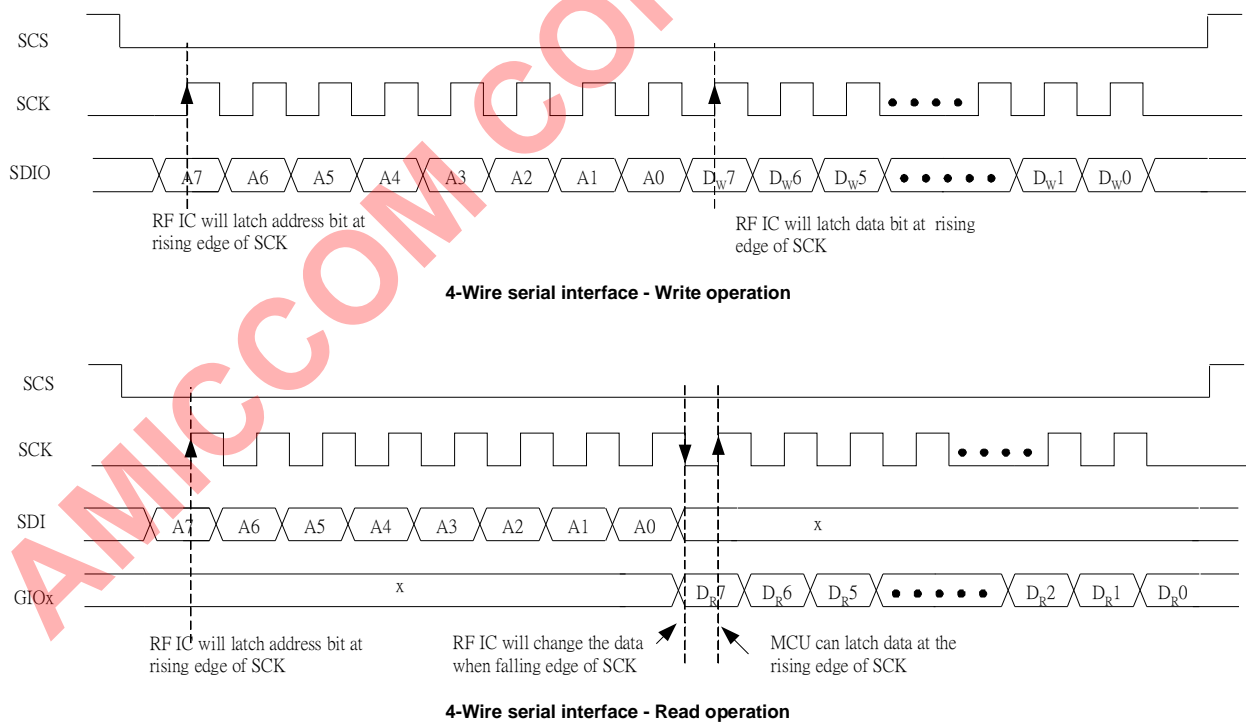 SCS
SCK
SDIO
A7 A6 A5 A4 A3 A2 A1 A0 DW7 DW6 DW5 DW1 DW0
RF IC will latch address bit at
rising edge of SCK
RF IC will latch data bit at rising
edge of SCK
4-Wire serial interface - Write operation
SCS
SCK
SDI
A7 A6 A5 A4 A3 A2 A1 A0 x
GIOx
x DR7 DR6 DR5 DR2 DR1 DR0
RF IC will latch address bit at
rising edge of SCK
RF IC will change the data
when falling edge of SCK
MCU can latch data at the
rising edge of SCK
4-Wire serial interface - Read operation
AMICCOM